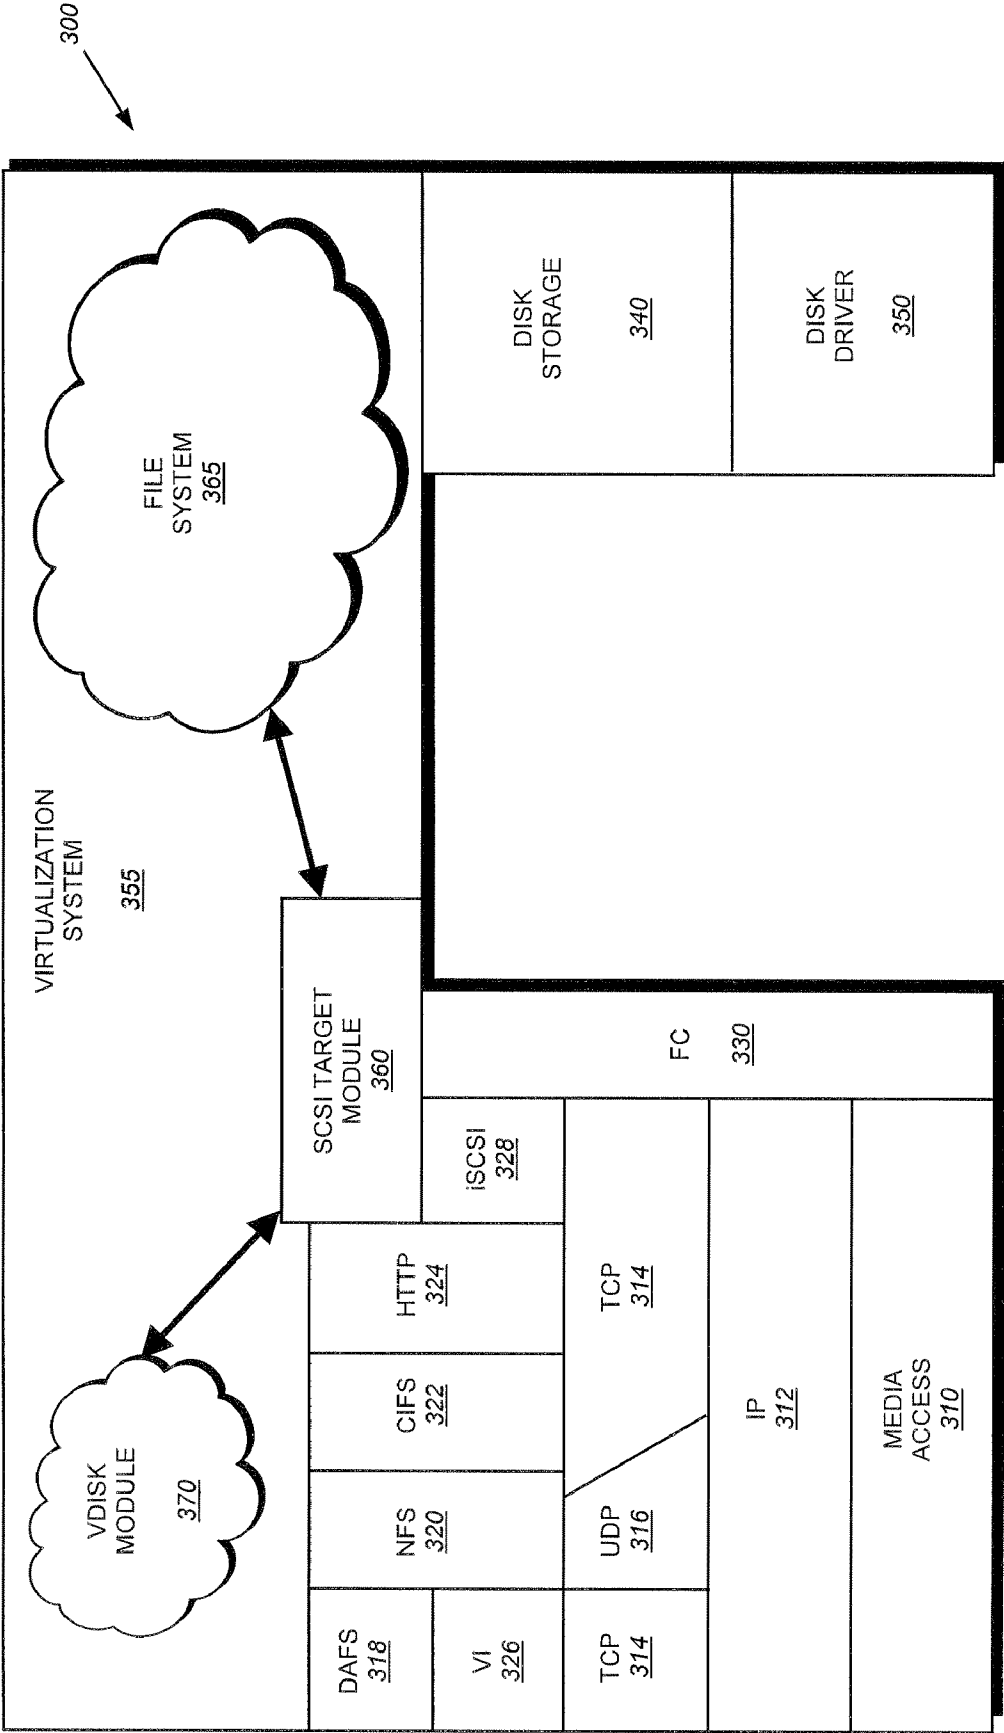 300
VIRTUALIZATION
SYSTEM
355
VDISK
MODULE
370
FILE
SYSTEM
365
SCSI TARGET
MODULE
360
DAFS
318
VI
326
NFS
320
CIFS
322
HTTP
324
iSCSI
328
FC
330
TCP
314
UDP
316
TCP
314
IP
312
MEDIA
ACCESS
310
DISK
STORAGE
340
DISK
DRIVER
350